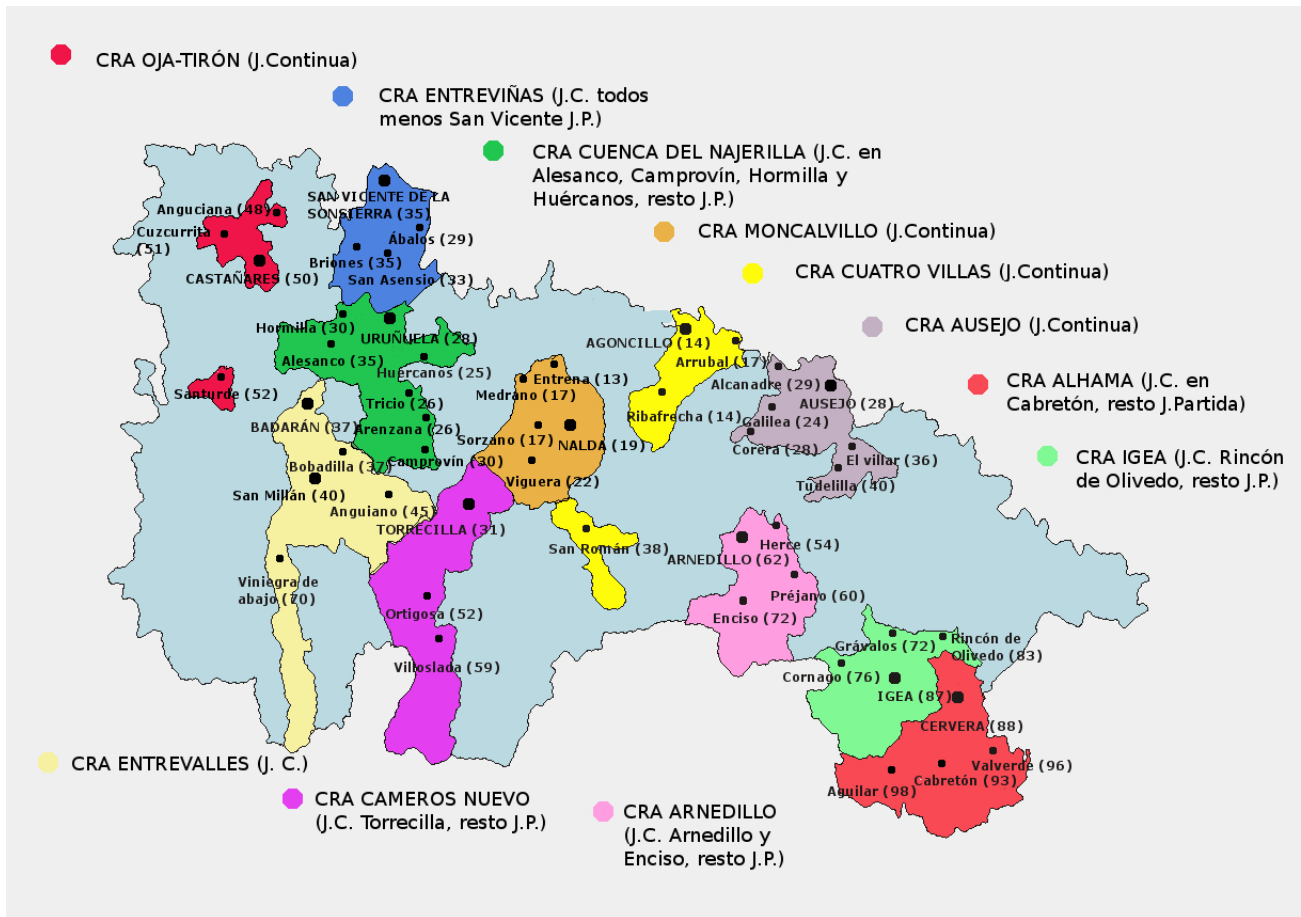 CRA OJA-TIRÓN (J.Continua)
CRA ENTREVIÑAS (J.C. todos
menos San Vicente J.P.)
CRA CUENCA DEL NAJERILLA (J.C. en
Alesanco, Camprovín, Hormilla y
Huércanos, resto J.P.)
CRA MONCALVILLO (J.Continua)
CRA CUATRO VILLAS (J.Continua)
CRA AUSEJO (J.Continua)
CRA ALHAMA (J.C. en
Cabretón, resto J.Partida)
CRA IGEA (J.C. Rincón
de Olivedo, resto J.P.)
Anguciana (48)
Cuzcurrita
(51)
CASTAÑARES (50)
SAN VICENTE DE LA
SONSIERRA (35)
Ábalos (29)
Briones (35)
San Asensio (33)
Hormilla (30)
URUÑUELA (28)
Alesanco (35)
Huércanos (25)
Santurde (52)
Tricio (26)
BADARÁN (37)
Arenzana (26)
Bobadilla (37)
Camprovín (30)
San Millán (40)
Anguiano (45)
Viniegra de
abajo (70)
Entrena (13)
Medrano (17)
Sorzano (17)
NALDA (19)
Viguera (22)
TORRECILLA (31)
Ortigosa (52)
Villoslada (59)
AGONCILLO (14)
Arrubal (17)
Ribafrecha (14)
San Román (38)
Alcanadre (29)
AUSEJO (28)
Galilea (24)
Corera (28)
El villar (36)
Tudelilla (40)
Herce (54)
ARNEDILLO (62)
Préjano (60)
Enciso (72)
Grávalos (72)
Rincón de
Olivedo (83)
Cornago (76)
IGEA (87)
CERVERA (88)
Valverde (96)
Cabretón (93)
Aguilar (98)
CRA ENTREVALLES (J. C.)
CRA CAMEROS NUEVO
(J.C. Torrecilla, resto J.P.)
CRA ARNEDILLO
(J.C. Arnedillo y
Enciso, resto J.P.)